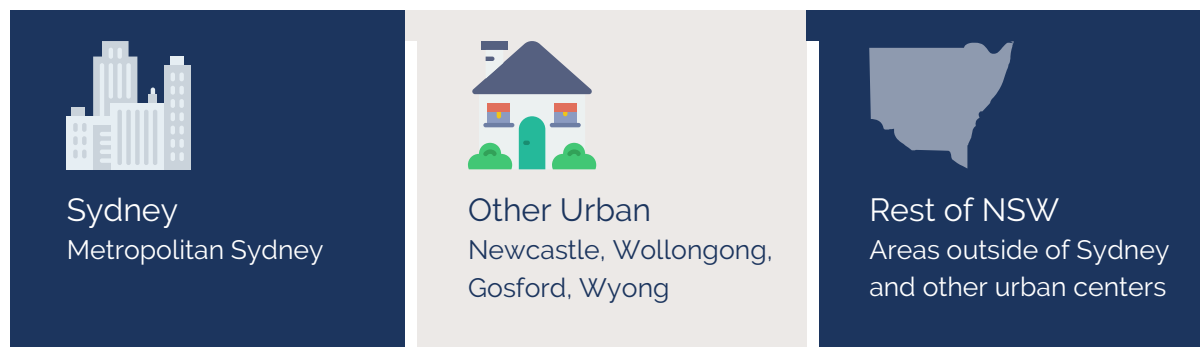 Sydney
Metropolitan Sydney
Other Urban
Newcastle, Wollongong,
Gosford, Wyong
Rest of NSW
Areas outside of Sydney
and other urban centers